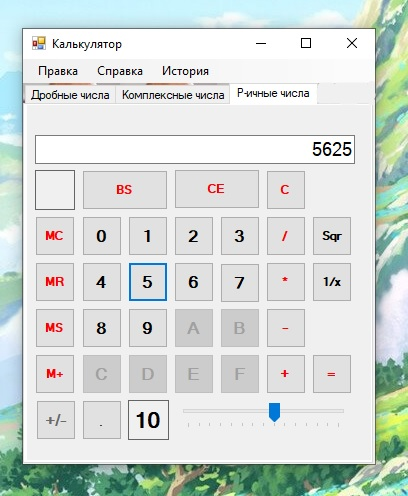 Калькулятор
Правка Справка История
Дробные числа Комплексные числа P-ичные числа
5625
BS CE C
MC 0 1 2 3 / Sqr
MR 4 5 6 7 * 1/x
MS 8 9 A B -
M+ C D E F + =
+/- . 10